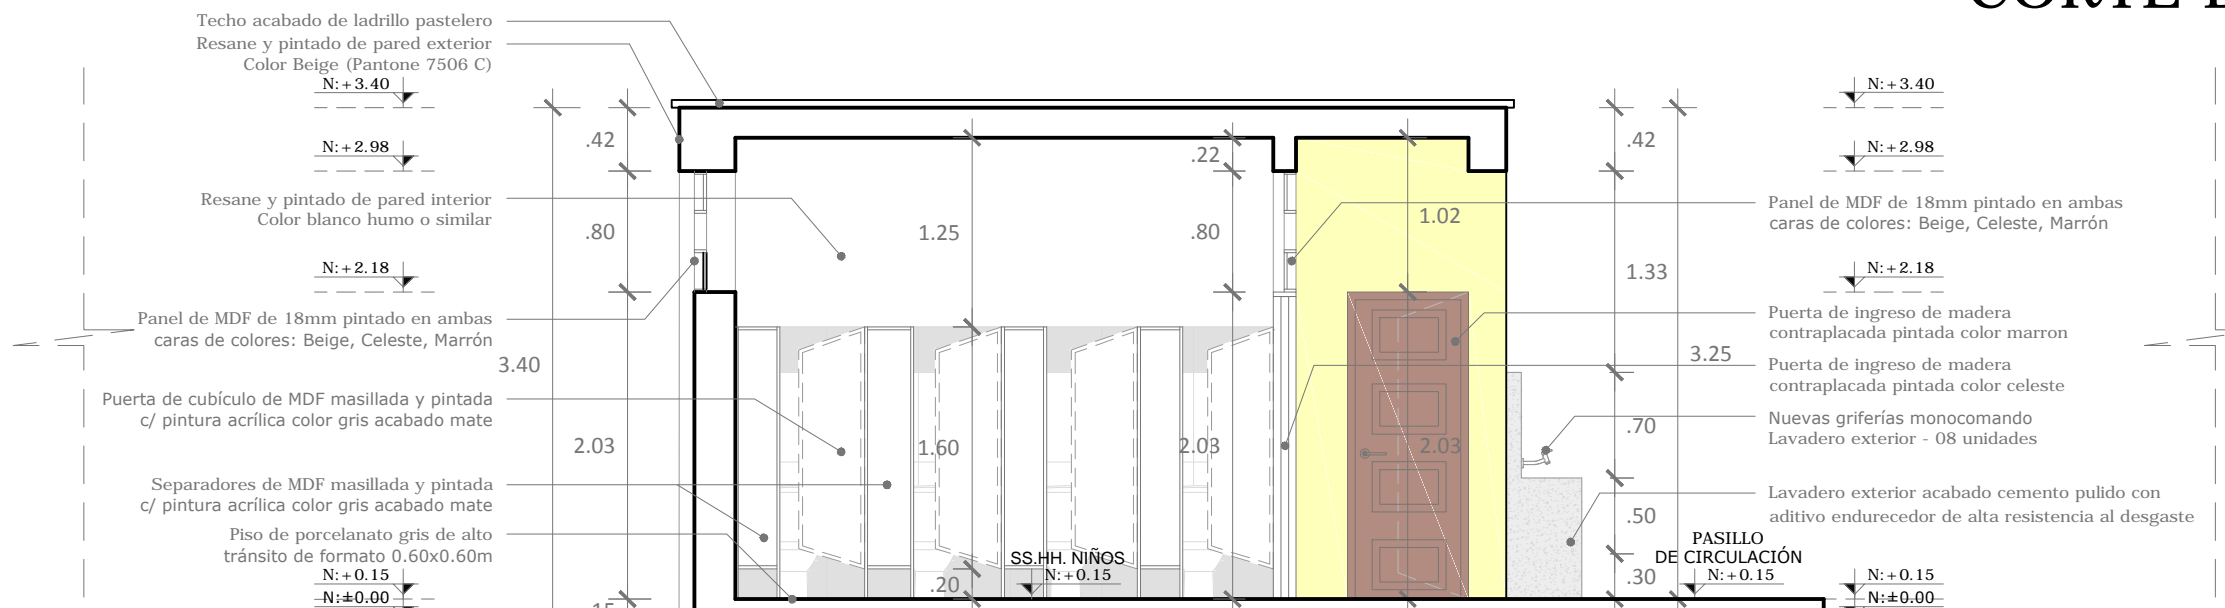 CORTE
Techo acabado de ladrillo pastelero
Resane y pintado de pared exterior
Color Beige (Pantone 7506 C)
N:+3.40
N:+3.40
.42
.42
N:+2.98
.22
N:+2.98
Resane y pintado de pared interior
Color blanco humo o similar
.80
1.25
.80
1.02
Panel de MDF de 18mm pintado en ambas
caras de colores: Beige, Celeste, Marrón
N:+2.18
1.33
N:+2.18
Panel de MDF de 18mm pintado en ambas
caras de colores: Beige, Celeste, Marrón
Puerta de ingreso de madera
contraplacada pintada color marron
3.40
3.25
Puerta de ingreso de madera
contraplacada pintada color celeste
Puerta de cubículo de MDF masillada y pintada
c/ pintura acrílica color gris acabado mate
Nuevas griferías monocomando
Lavadero exterior - 08 unidades
2.03
1.60
2.03
2.03
.70
Separadores de MDF masillada y pintada
c/ pintura acrílica color gris acabado mate
Lavadero exterior acabado cemento pulido con
aditivo endurecedor de alta resistencia al desgaste
.50
Piso de porcelanato gris de alto
tránsito de formato 0.60x0.60m
SS.HH. NIÑOS
N:+0.15
PASILLO
DE CIRCULACIÓN
N:+0.15
N:+0.15
.20
.30
N:+0.15
N:±0.00
N:±0.00
.15